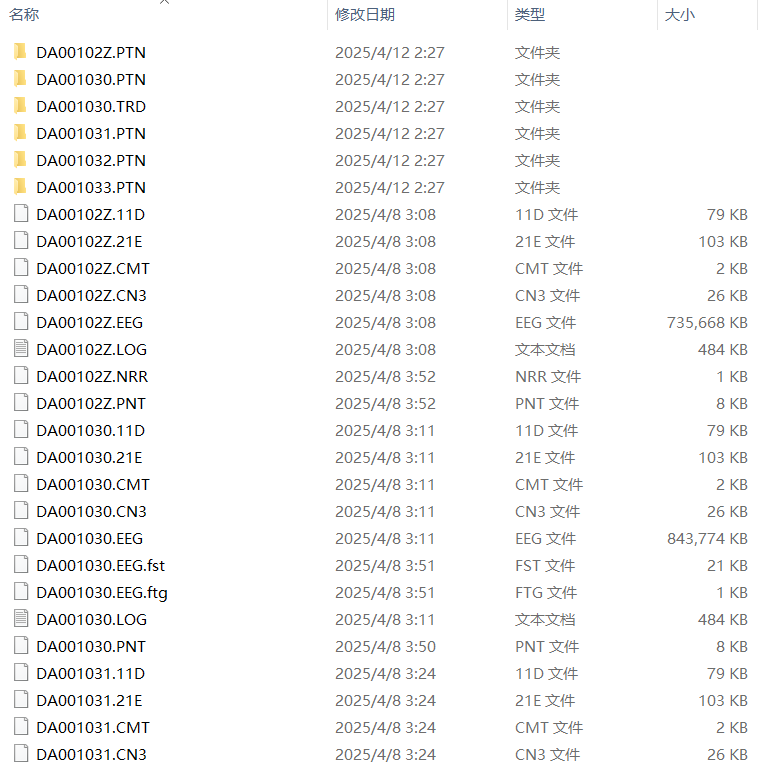 名称 修改日期 类型 大小
DA00102Z.PTN 2025/4/12 2:27 文件夹
DA001030.PTN 2025/4/12 2:27 文件夹
DA001030.TRD 2025/4/12 2:27 文件夹
DA001031.PTN 2025/4/12 2:27 文件夹
DA001032.PTN 2025/4/12 2:27 文件夹
DA001033.PTN 2025/4/12 2:27 文件夹
DA00102Z.11D 2025/4/8 3:08 11D 文件 79 KB
DA00102Z.21E 2025/4/8 3:08 21E 文件 103 KB
DA00102Z.CMT 2025/4/8 3:08 CMT 文件 2 KB
DA00102Z.CN3 2025/4/8 3:08 CN3 文件 26 KB
DA00102Z.EEG 2025/4/8 3:08 EEG 文件 735,668 KB
DA00102Z.LOG 2025/4/8 3:08 文本文档 484 KB
DA00102Z.NRR 2025/4/8 3:52 NRR 文件 1 KB
DA00102Z.PNT 2025/4/8 3:52 PNT 文件 8 KB
DA001030.11D 2025/4/8 3:11 11D 文件 79 KB
DA001030.21E 2025/4/8 3:11 21E 文件 103 KB
DA001030.CMT 2025/4/8 3:11 CMT 文件 2 KB
DA001030.CN3 2025/4/8 3:11 CN3 文件 26 KB
DA001030.EEG 2025/4/8 3:11 EEG 文件 843,774 KB
DA001030.EEG.fst 2025/4/8 3:51 FST 文件 21 KB
DA001030.EEG.ftg 2025/4/8 3:51 FTG 文件 1 KB
DA001030.LOG 2025/4/8 3:11 文本文档 484 KB
DA001030.PNT 2025/4/8 3:50 PNT 文件 8 KB
DA001031.11D 2025/4/8 3:24 11D 文件 79 KB
DA001031.21E 2025/4/8 3:24 21E 文件 103 KB
DA001031.CMT 2025/4/8 3:24 CMT 文件 2 KB
DA001031.CN3 2025/4/8 3:24 CN3 文件 26 KB